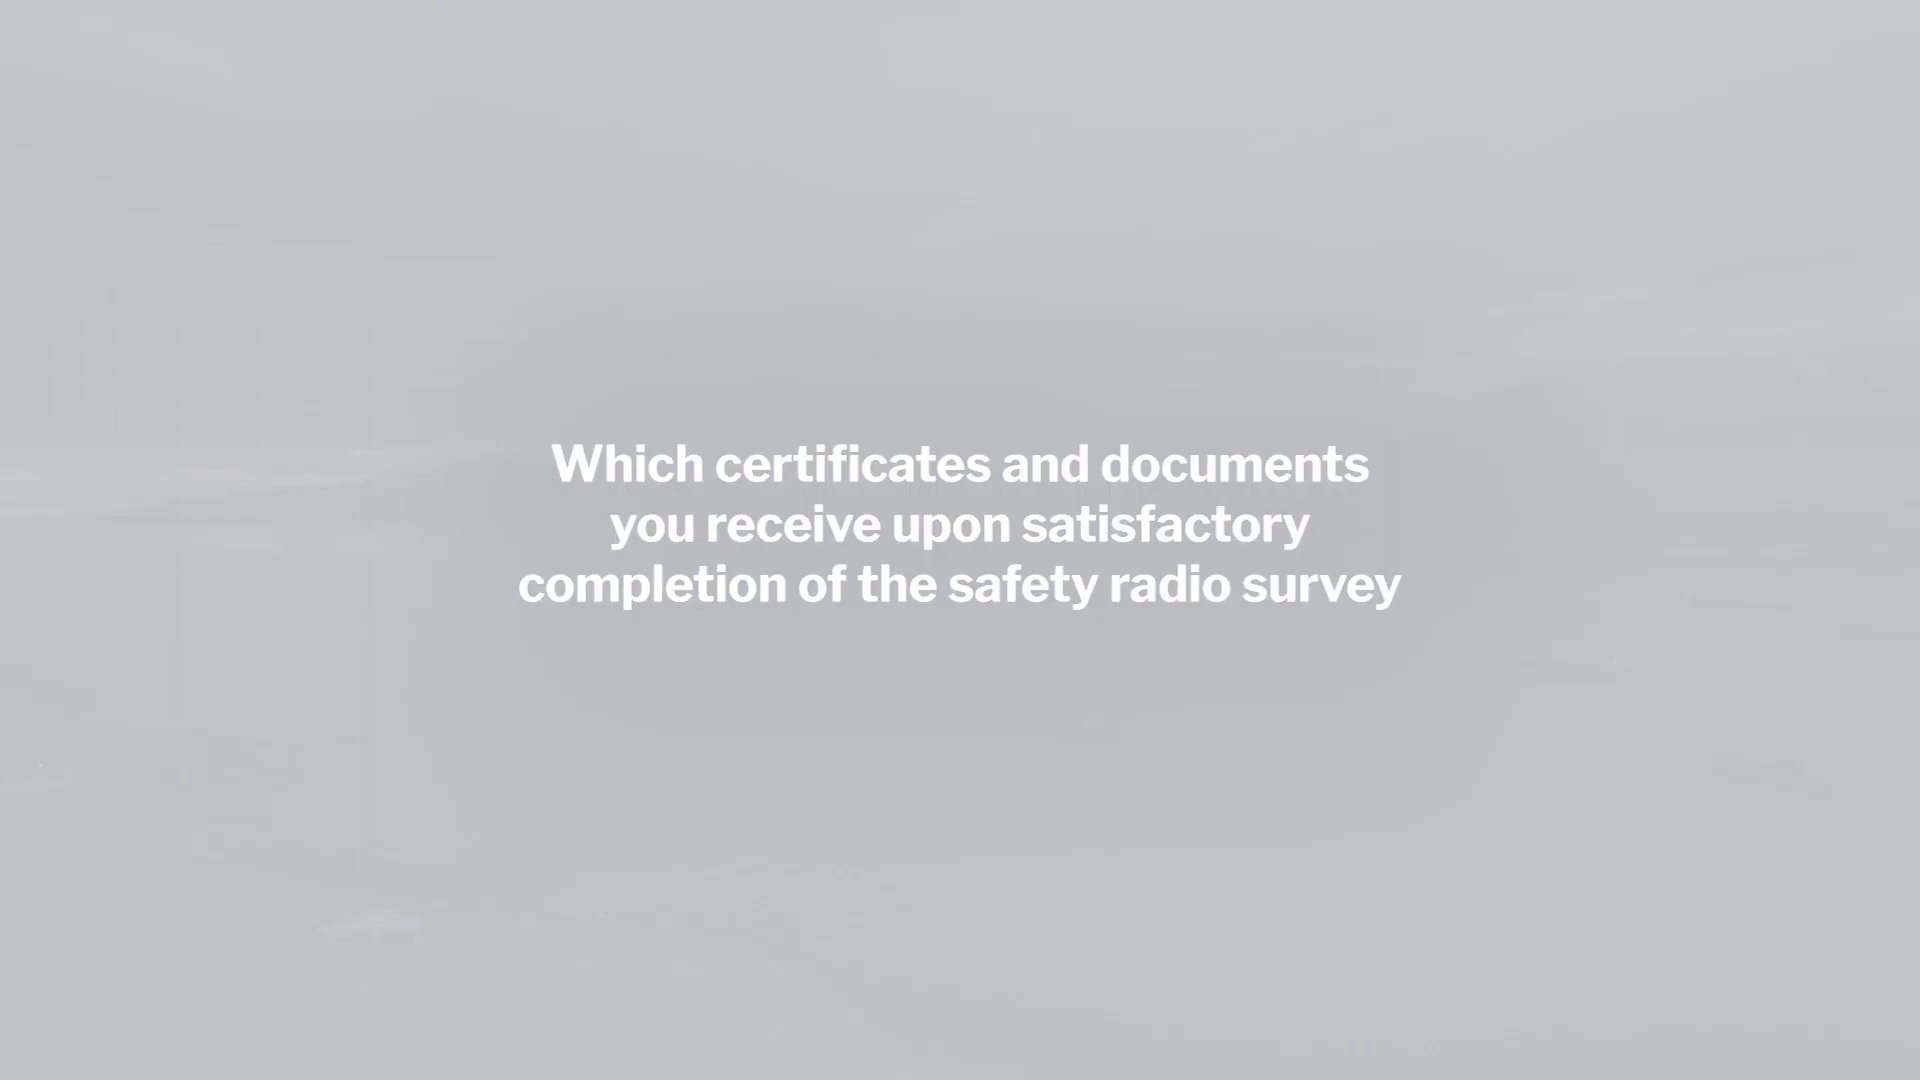 Which certificates and documents
you receive upon satisfactory
completion of the safety radio survey